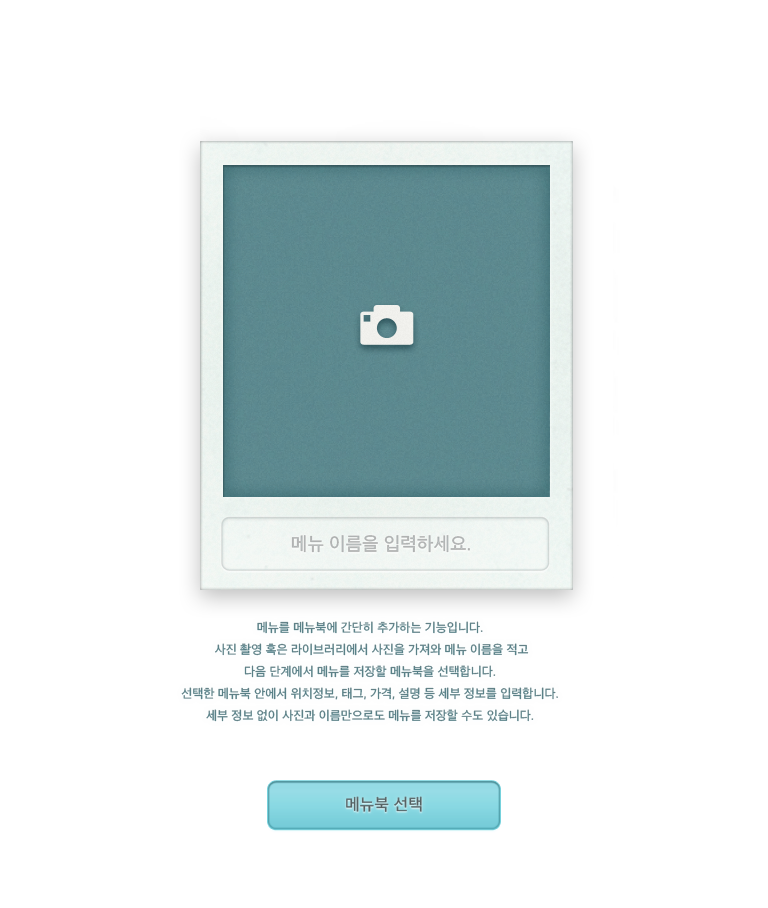 메뉴 이름을 입력하세요.
메뉴를 메뉴북에 간단히 추가하는 기능입니다.
사진 촬영 혹은 라이브러리에서 사진을 가져와 메뉴 이름을 적고
다음 단계에서 메뉴를 저장할 메뉴북을 선택합니다.
선택한 메뉴북 안에서 위치정보, 태그, 가격, 설명 등 세부 정보를 입력합니다.
세부 정보 없이 사진과 이름만으로도 메뉴를 저장할 수도 있습니다.
메뉴북 선택